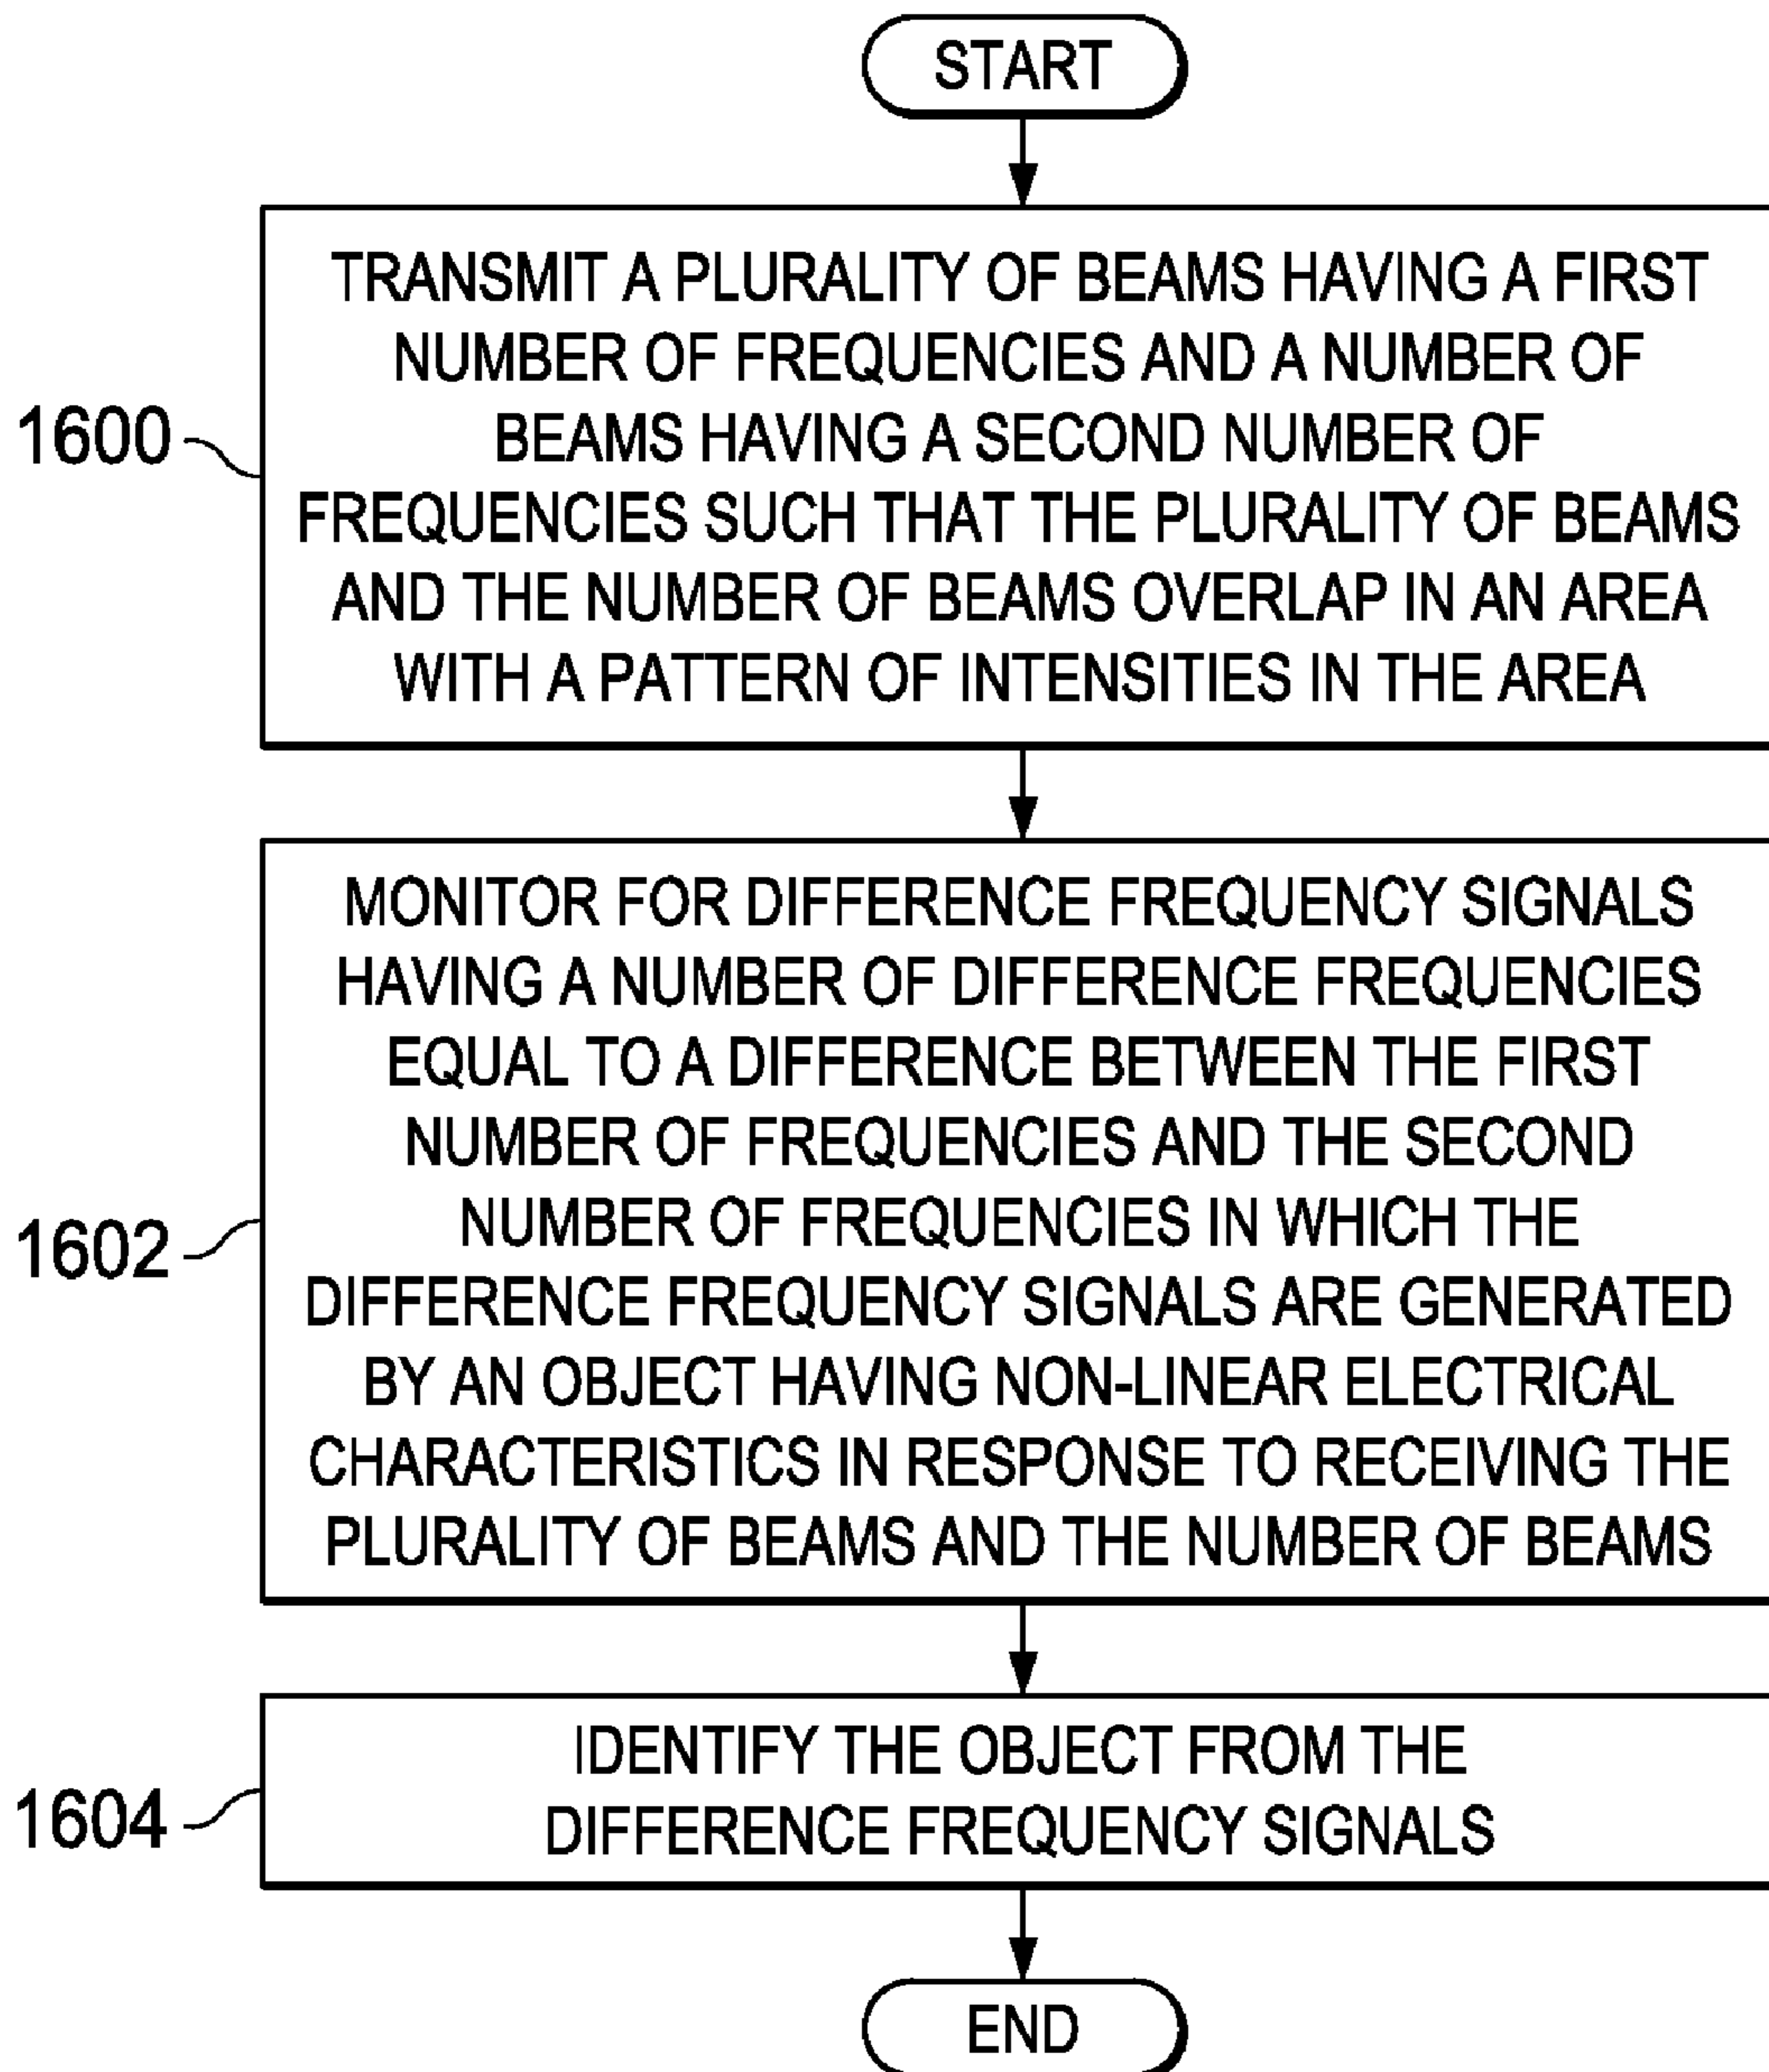 START
TRANSMIT A PLURALITY OF BEAMS HAVING A FIRST
NUMBER OF FREQUENCIES AND A NUMBER OF
BEAMS HAVING A SECOND NUMBER OF
FREQUENCIES SUCH THAT THE PLURALITY OF BEAMS
AND THE NUMBER OF BEAMS OVERLAP IN AN AREA
WITH A PATTERN OF INTENSITIES IN THE AREA
1600
MONITOR FOR DIFFERENCE FREQUENCY SIGNALS
HAVING A NUMBER OF DIFFERENCE FREQUENCIES
EQUAL TO A DIFFERENCE BETWEEN THE FIRST
NUMBER OF FREQUENCIES AND THE SECOND
NUMBER OF FREQUENCIES IN WHICH THE
DIFFERENCE FREQUENCY SIGNALS ARE GENERATED
BY AN OBJECT HAVING NON-LINEAR ELECTRICAL
CHARACTERISTICS IN RESPONSE TO RECEIVING THE
PLURALITY OF BEAMS AND THE NUMBER OF BEAMS
1602
IDENTIFY THE OBJECT FROM THE
DIFFERENCE FREQUENCY SIGNALS
1604
END